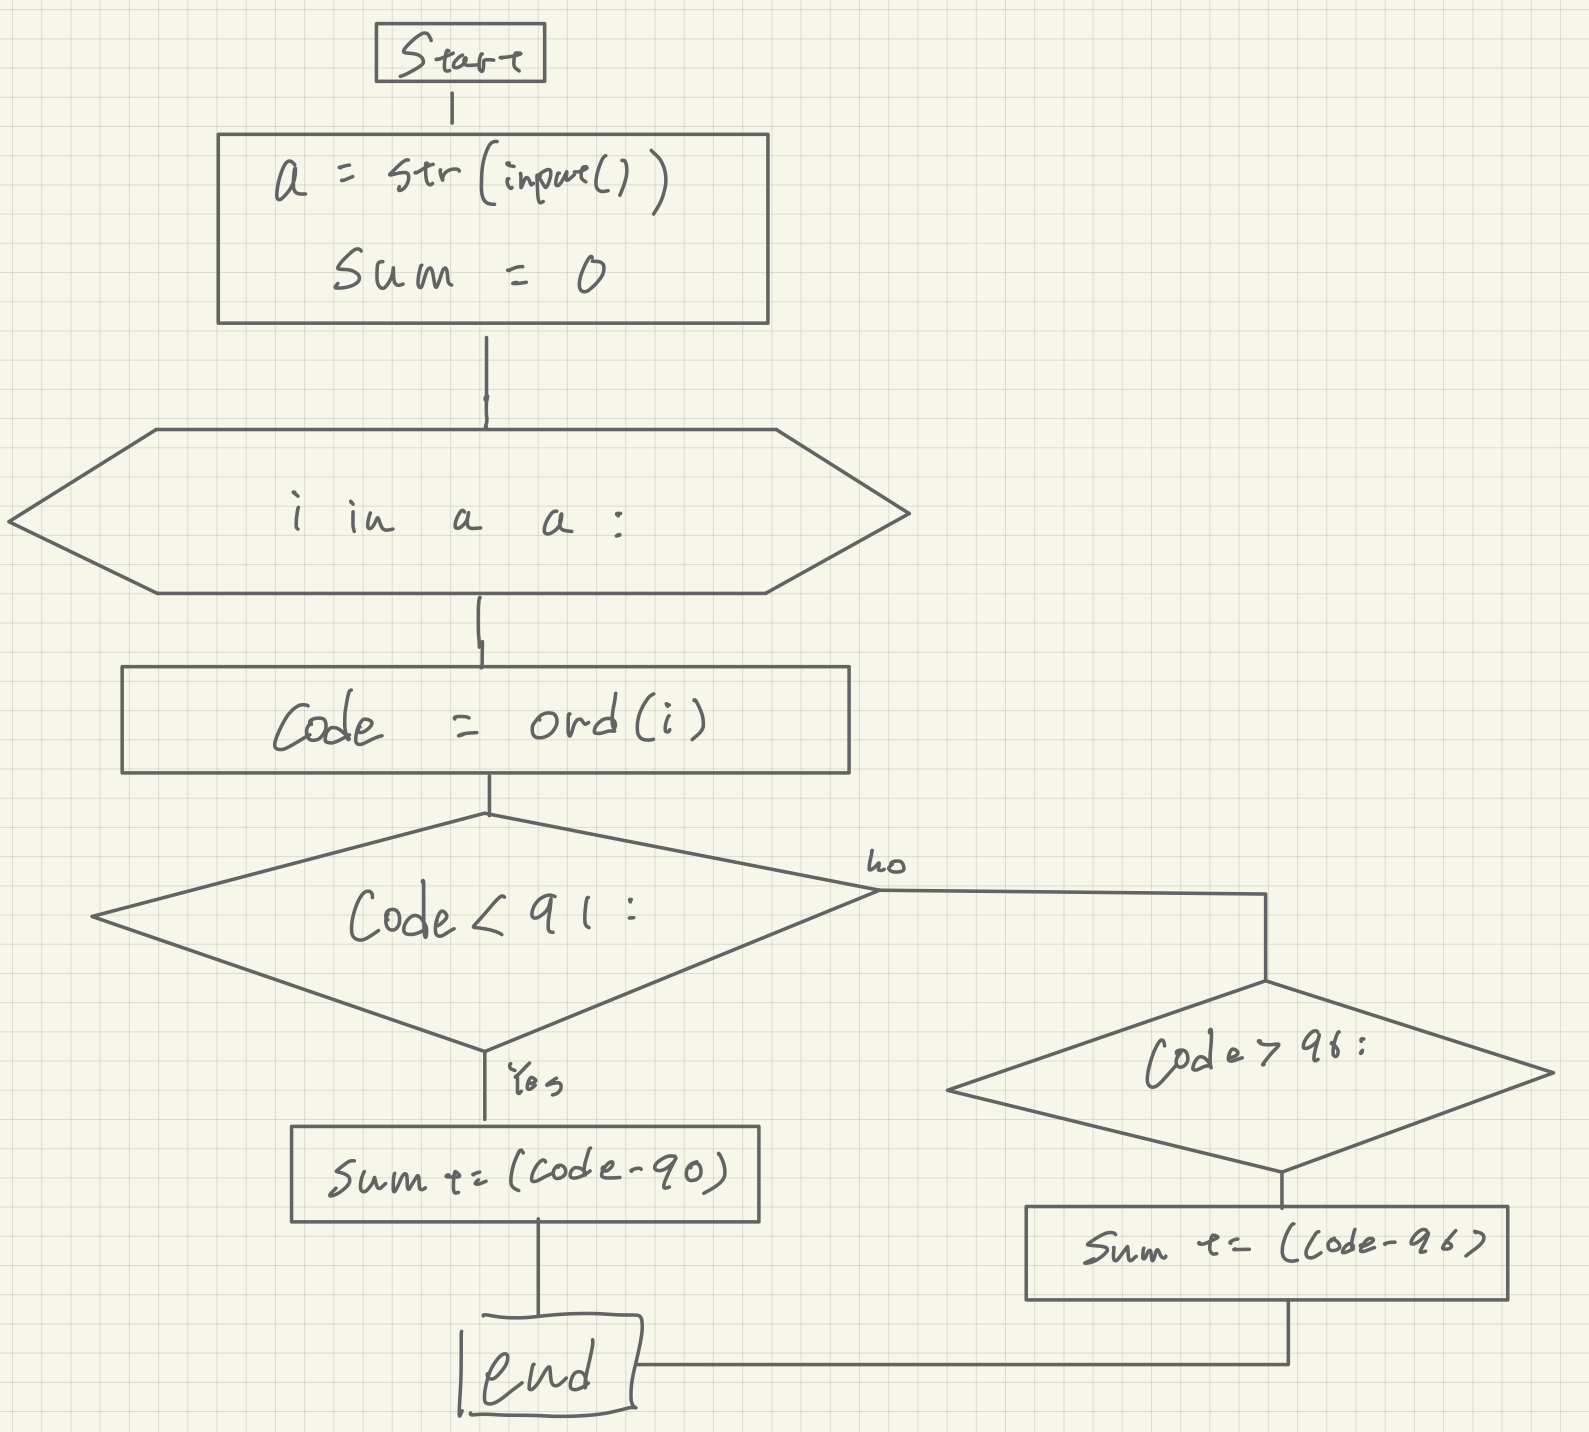 Start
a = str(input())
Sum = 0
i in a a :
Code = ord(i)
Code < 91 :
no
Yes
Code > 96 :
Sum += (code-90)
Sum += (Code-96)
end